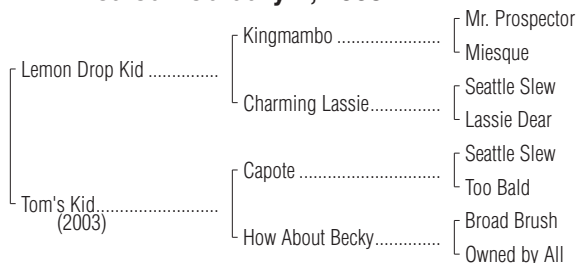 Mr. Prospector
Kingmambo ..................
Miesque
Lemon Drop Kid ..............
Seattle Slew
Charming Lassie...............
Lassie Dear
Seattle Slew
Capote ..............................
Too Bald
Tom's Kid.........................
(2003)
Broad Brush
How About Becky..............
Owned by All